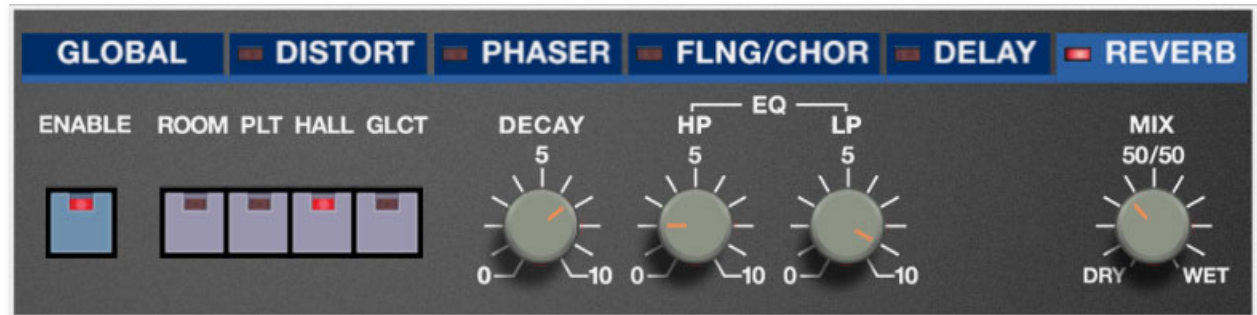 GLOBAL DISTORT PHASER FLNG/CHOR DELAY REVERB
EQ
ENABLE ROOM PLT HALL GLCT DECAY HP LP MIX
5 5 5 50/50
0 10 0 10 0 10 DRY WET